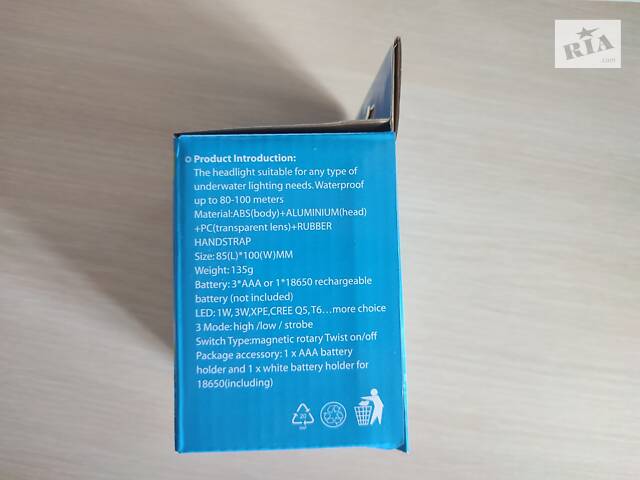 RIA
.com
Product Introduction:
The headlight suitable for any type of
underwater lighting needs.Waterproof
up to 80-100 meters
Material:ABS(body)+ALUMINIUM(head)
+PC(transparent lens)+RUBBER
HANDSTRAP
Size: 85(L)*100(W)MM
Weight: 135g
Battery: 3*AAA or 1*18650 rechargeable
battery (not included)
LED: 1W, 3W,XPE,CREE Q5,T6...more choice
3 Mode: high /low / strobe
Switch Type:magnetic rotary Twist on/off
Package accessory: 1 x AAA battery
holder and 1 x white battery holder for
18650(including)
20
PAP